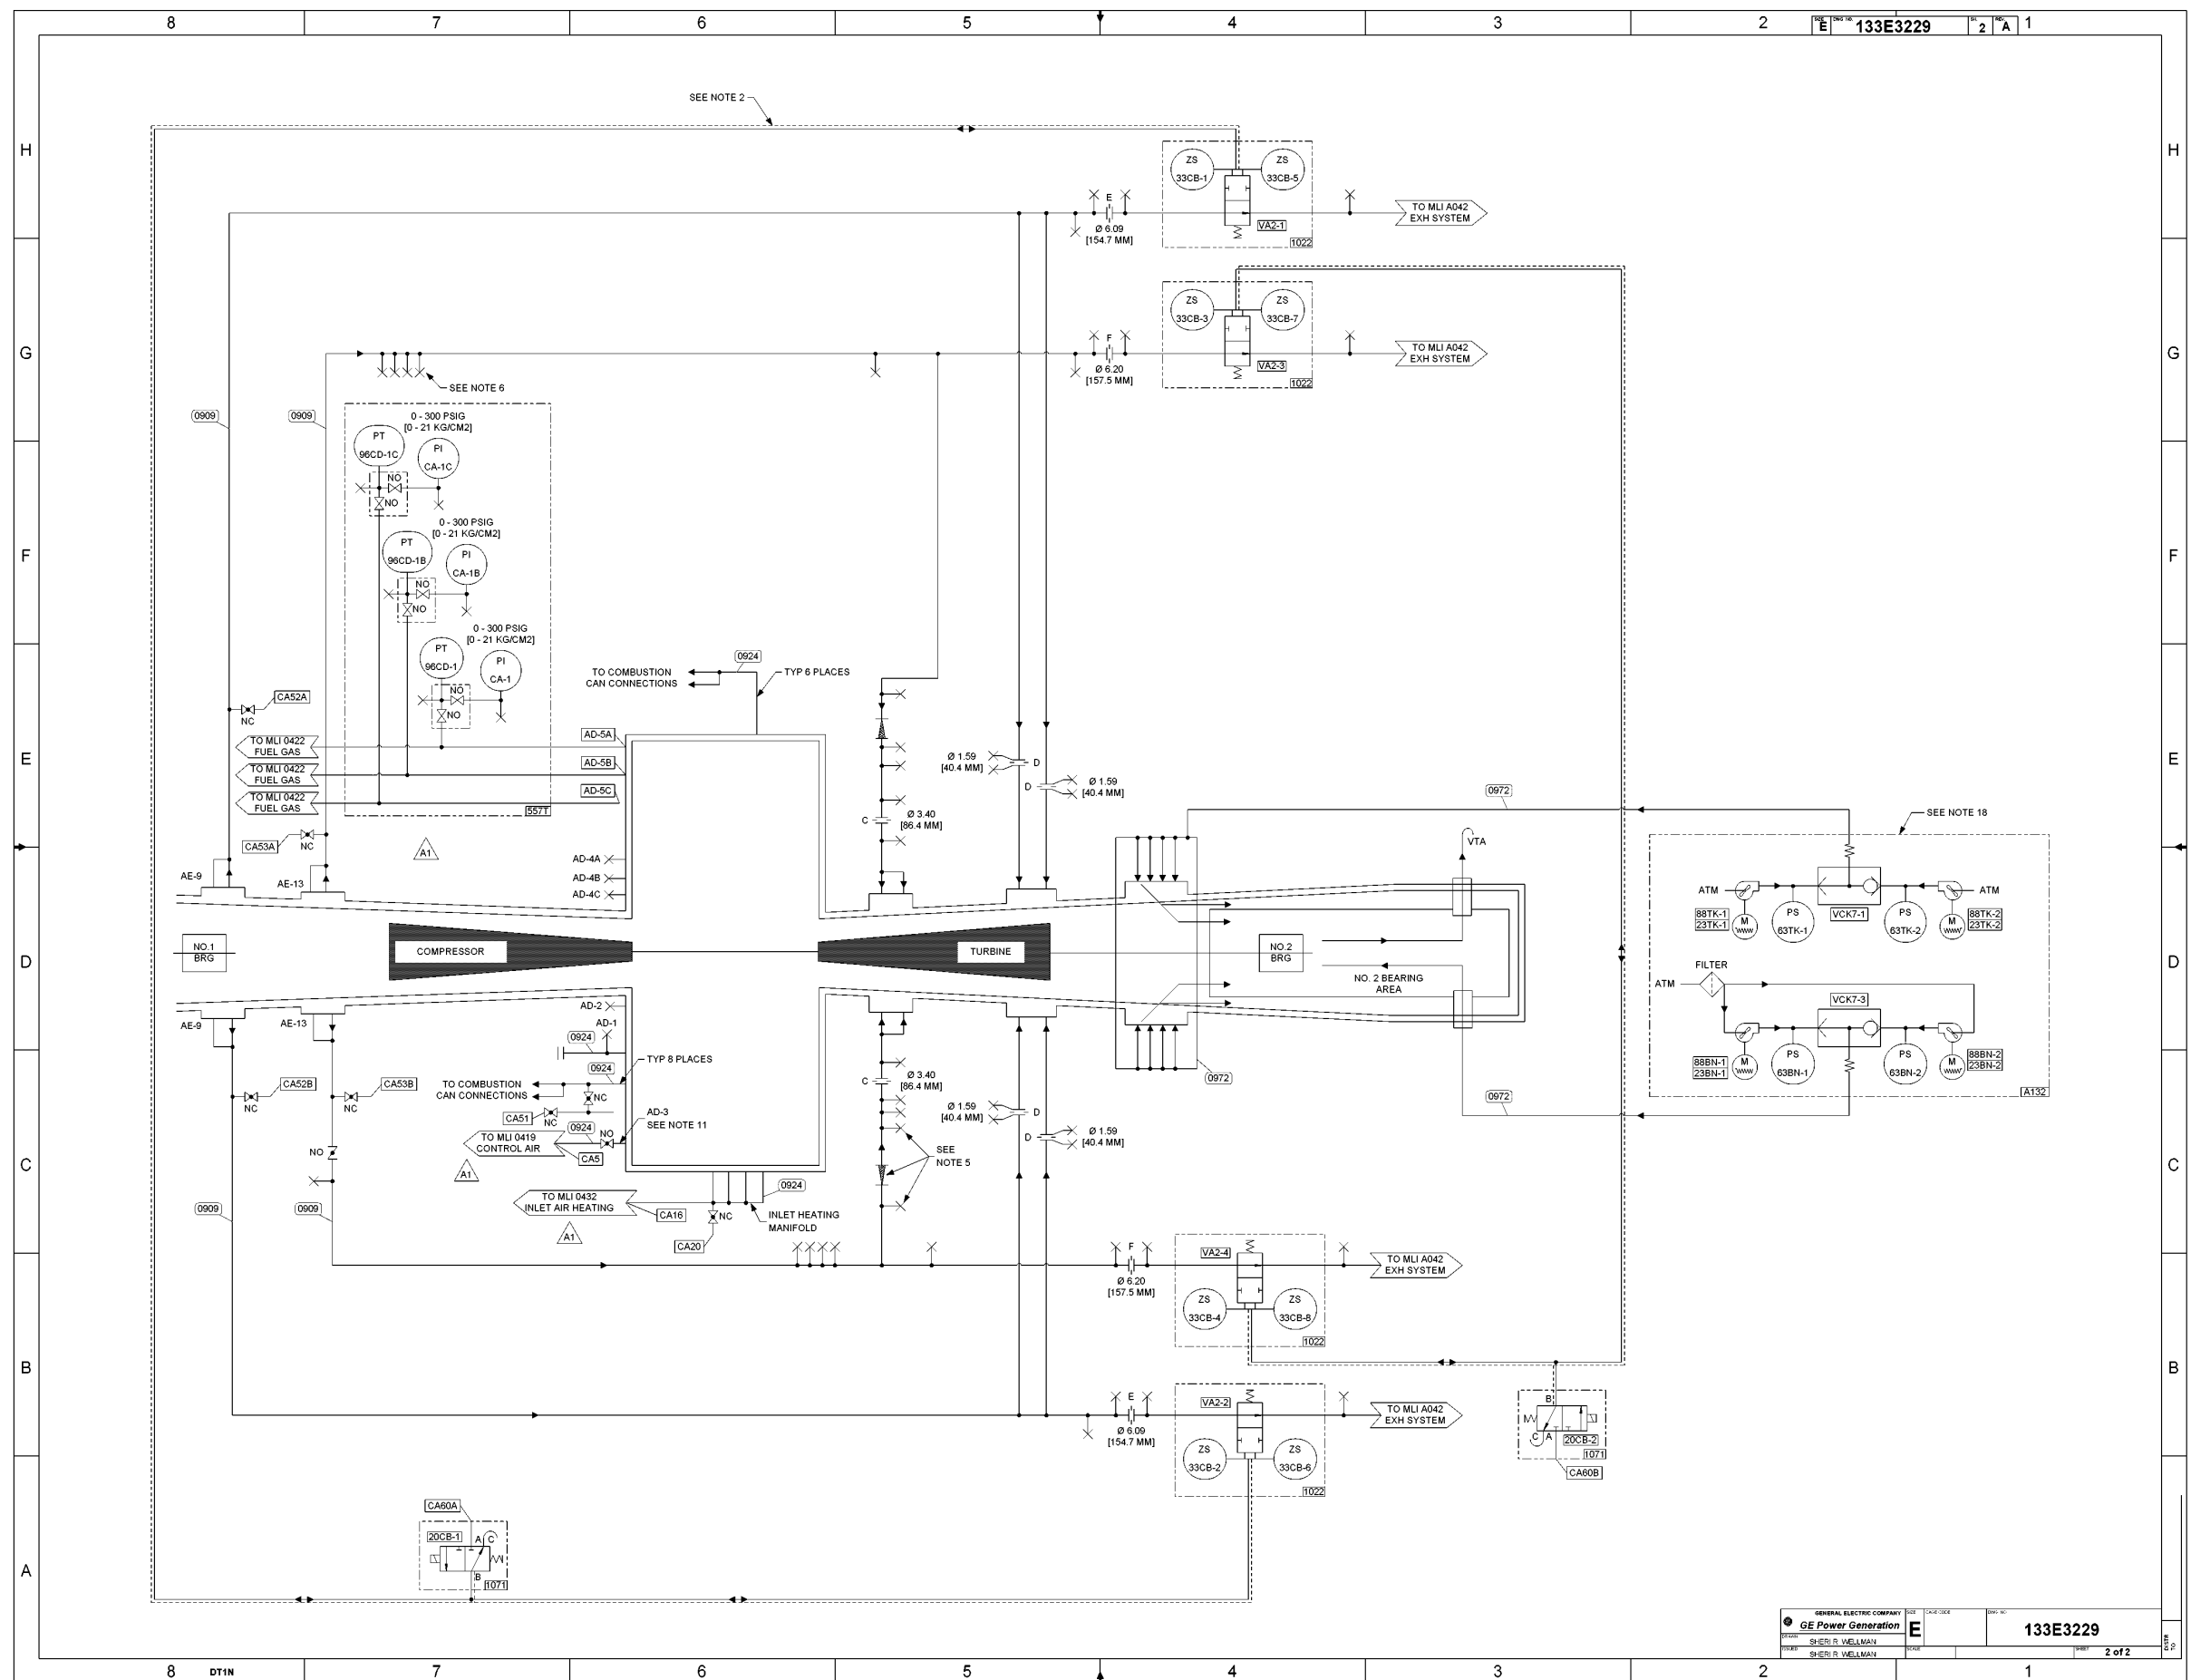 8 7 6 5 4 3 2 1
SIZE E DWG NO. 133E3229 SH. 2 REV. A
SEE NOTE 2
H H
ZS 33CB-1
ZS 33CB-5
VA2-1
1022
E
Ø 6.09
[154.7 MM]
TO MLI A042
EXH SYSTEM
ZS 33CB-3
ZS 33CB-7
VA2-3
1022
F
Ø 6.20
[157.5 MM]
TO MLI A042
EXH SYSTEM
G G
SEE NOTE 6
0909
0909
0 - 300 PSIG
[0 - 21 KG/CM2]
PT
96CD-1C
PI
CA-1C
NO
NO
0 - 300 PSIG
[0 - 21 KG/CM2]
PT
96CD-1B
PI
CA-1B
NO
NO
F F
0 - 300 PSIG
[0 - 21 KG/CM2]
PT
96CD-1
PI
CA-1
NO
NO
557T
0924
TO COMBUSTION
CAN CONNECTIONS
TYP 6 PLACES
CA52A
NC
TO MLI 0422
FUEL GAS
TO MLI 0422
FUEL GAS
TO MLI 0422
FUEL GAS
AD-5A
AD-5B
AD-5C
E E
Ø 1.59
[40.4 MM]
D
D
Ø 1.59
[40.4 MM]
C
Ø 3.40
[86.4 MM]
CA53A
NC
A1
AD-4A
AD-4B
AD-4C
AE-9
AE-13
0972
SEE NOTE 18
VTA
ATM
ATM
88TK-1
23TK-1
M
PS
63TK-1
VCK7-1
PS
63TK-2
M
88TK-2
23TK-2
NO.1
BRG
COMPRESSOR
TURBINE
NO.2
BRG
NO. 2 BEARING
AREA
D D
FILTER
ATM
VCK7-3
88BN-1
23BN-1
M
PS
63BN-1
PS
63BN-2
M
88BN-2
23BN-2
A132
0972
0972
AE-9
AE-13
AD-2
AD-1
0924
TYP 8 PLACES
0924
TO COMBUSTION
CAN CONNECTIONS
NC
CA51
NC
AD-3
SEE NOTE 11
0924
NO
TO MLI 0419
CONTROL AIR
CA5
A1
CA52B
NC
CA53B
NC
NO
C
Ø 3.40
[86.4 MM]
Ø 1.59
[40.4 MM]
D
D
Ø 1.59
[40.4 MM]
SEE
NOTE 5
C C
0909
0909
TO MLI 0432
INLET AIR HEATING
A1
CA16
0924
NC
CA20
INLET HEATING
MANIFOLD
F
Ø 6.20
[157.5 MM]
VA2-4
ZS
33CB-4
ZS
33CB-8
1022
TO MLI A042
EXH SYSTEM
B B
E
Ø 6.09
[154.7 MM]
VA2-2
ZS
33CB-2
ZS
33CB-6
1022
TO MLI A042
EXH SYSTEM
B
C A
20CB-2
1071
CA60B
CA60A
20CB-1
A C
B
1071
A
GENERAL ELECTRIC COMPANY
GE Power Generation
DRAWN SHERI R WELLMAN
ISSUED SHERI R WELLMAN
SIZE E
CAGE CODE
DWG NO 133E3229
SCALE
SHEET 2 of 2
DISTR TO
8 DT1N 7 6 5 4 3 2 1